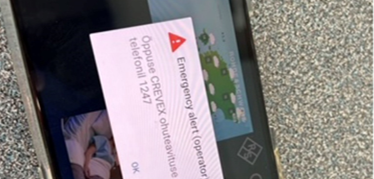 Emergency alert (operator)
Õppuse CREVEX ohuteavituse
telefonil 1247
OK